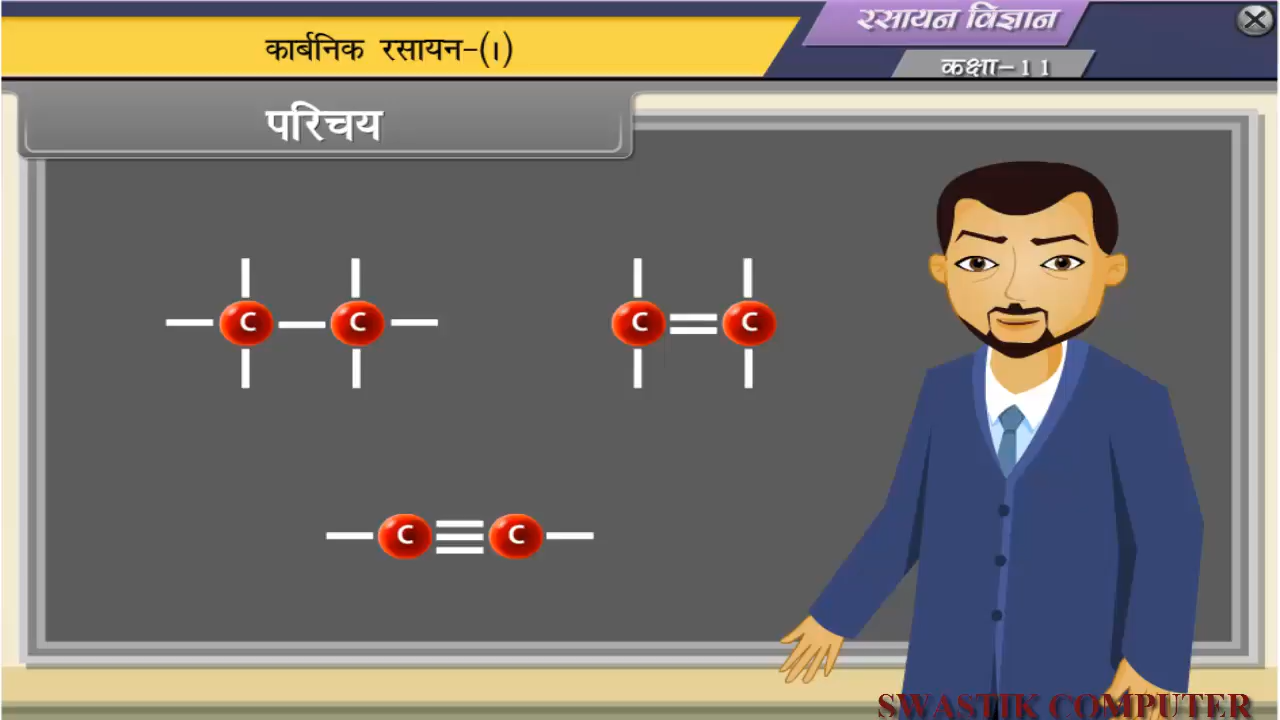 रसायन विज्ञान
कार्बनिक रसायन-(।)
कक्षा-11
परिचय
C C
C C
C C
SWASTIK COMPUTER